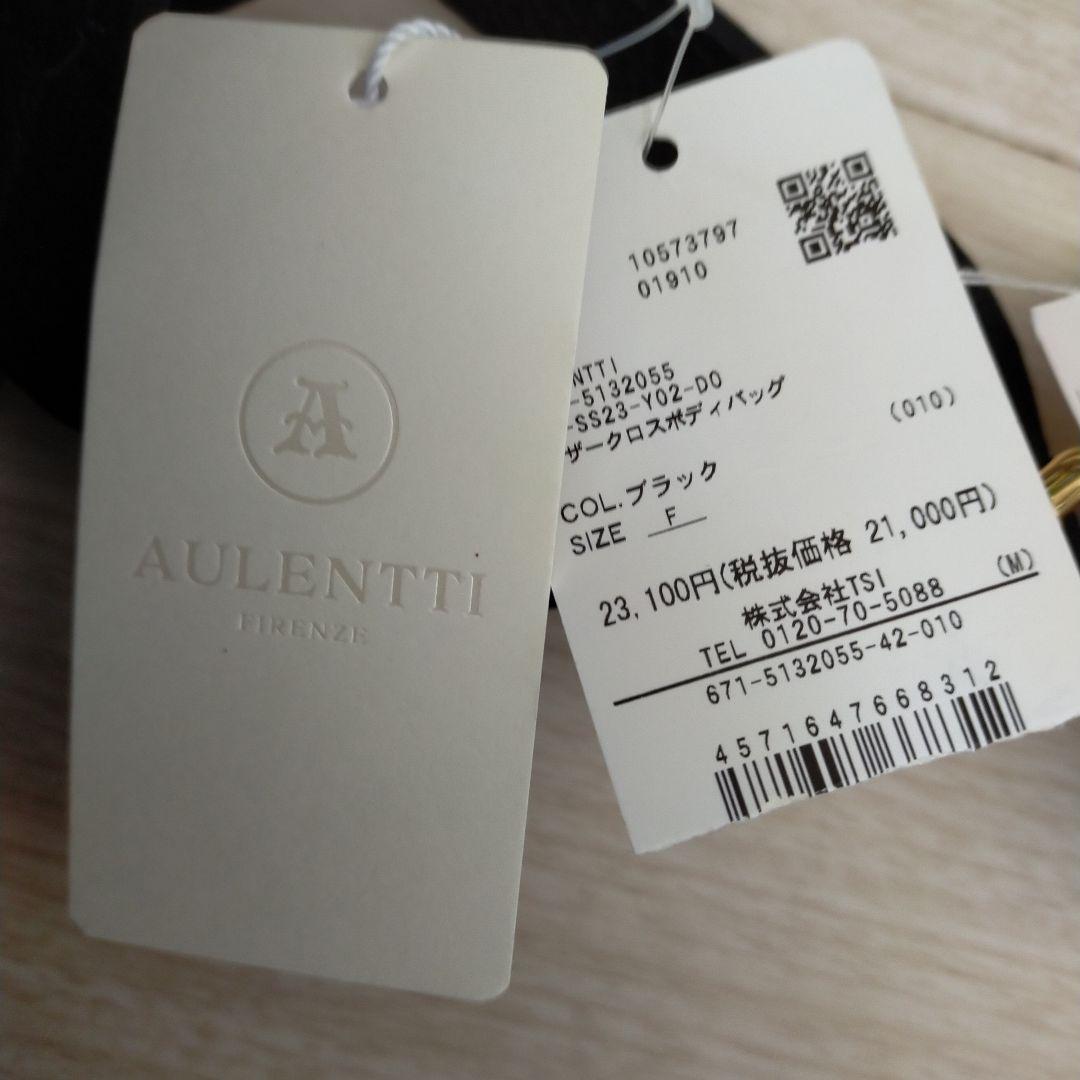 A
AULENTTI
FIRENZE
10573797
01910
NTTI
-5132055
-SS23-Y02-DO
ザークロスボディバッグ
(010)
COL.ブラック
SIZE F
23,100円(税抜価格 21,000円)
株式会社TSI (M)
TEL 0120-70-5088
671-5132055-42-010
4571647668312